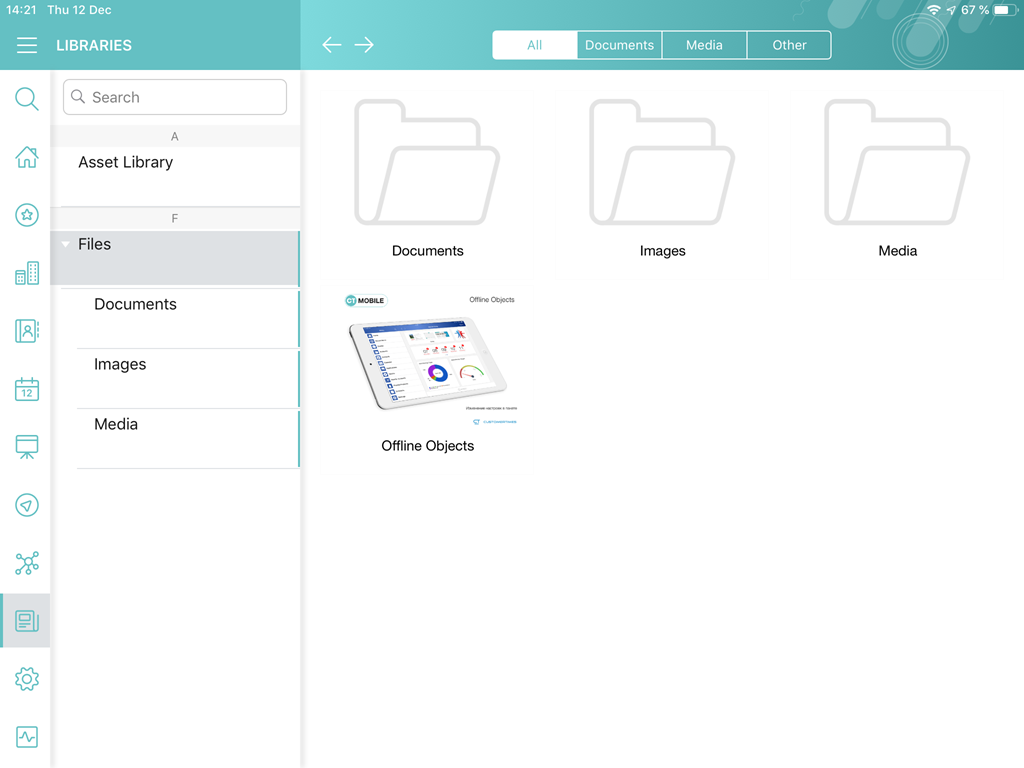 14:21 Thu 12 Dec
67 %
LIBRARIES
All
Documents
Media
Other
Search
A
Asset Library
F
Files
Documents
Images
Media
12
Documents
Images
Media
CT MOBILE
Offline Objects
Offline Objects